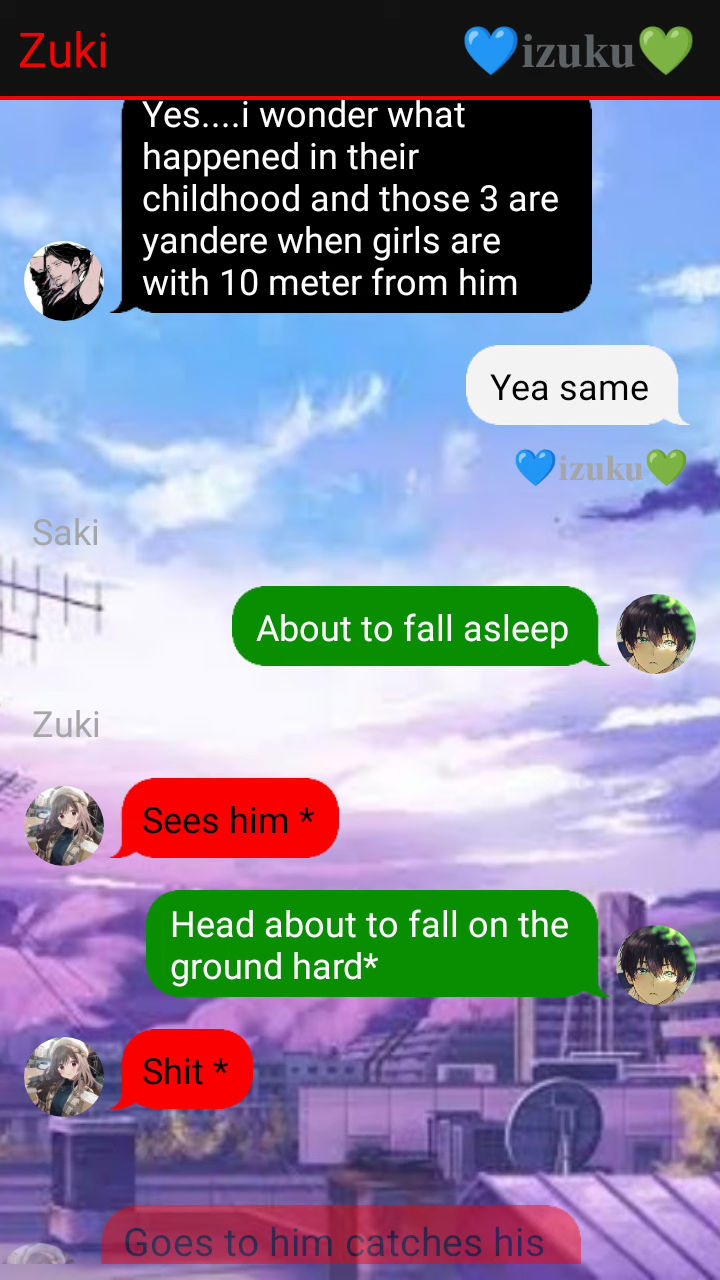 Zuki
💙izuku💚
Yes....i wonder what
happened in their
childhood and those 3 are
yandere when girls are
with 10 meter from him
Yea same
💙izuku💚
Saki
About to fall asleep
Zuki
Sees him *
Head about to fall on the
ground hard*
Shit *
Goes to him catches his